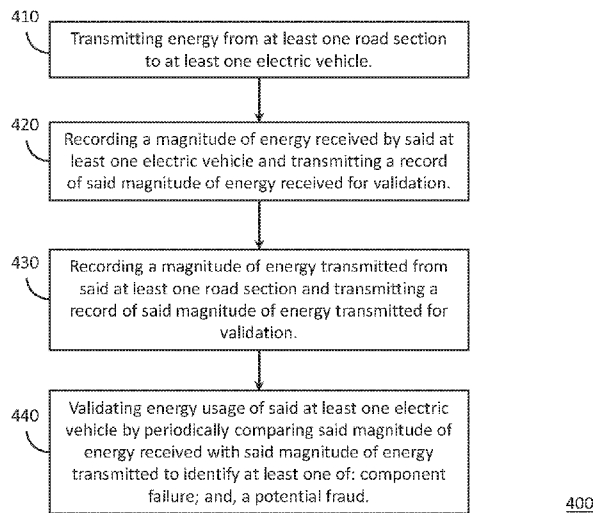 410
Transmitting energy from at least one road section
to at least one electric vehicle.
420
Recording a magnitude of energy received by said at
least one electric vehicle and transmitting a record
of said magnitude of energy received for validation.
430
Recording a magnitude of energy transmitted from
said at least one road section and transmitting a
record of said magnitude of energy transmitted for
validation.
440
Validating energy usage of said at least one electric
vehicle by periodically comparing said magnitude of
energy received with said magnitude of energy
transmitted to identify at least one of: component
failure; and, a potential fraud.
400